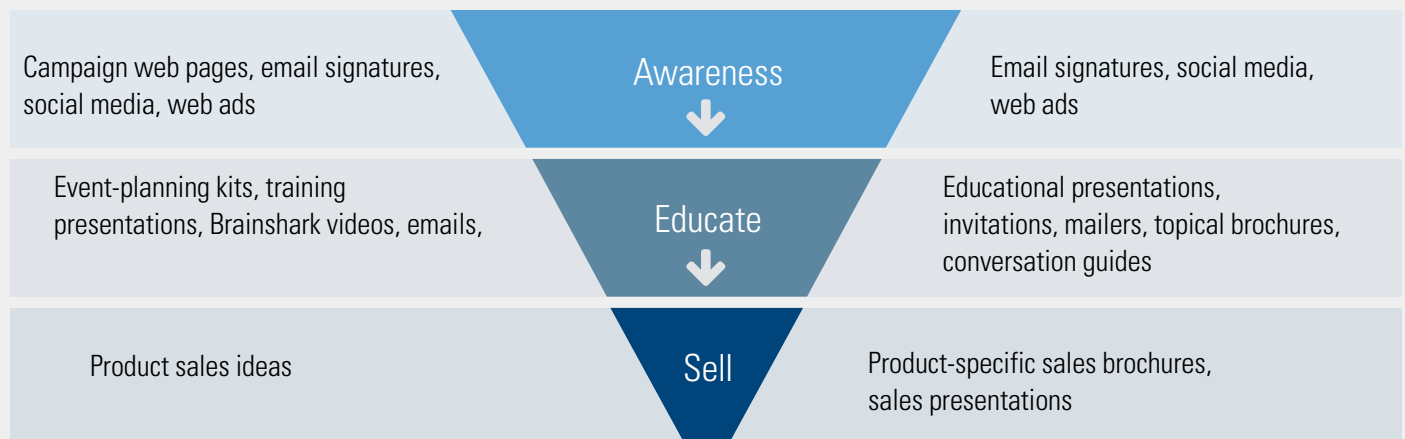 Campaign web pages, email signatures,
social media, web ads
Awareness
Email signatures, social media,
web ads
Event-planning kits, training
presentations, Brainshark videos, emails,
Educate
Educational presentations,
invitations, mailers, topical brochures,
conversation guides
Product sales ideas
Sell
Product-specific sales brochures,
sales presentations